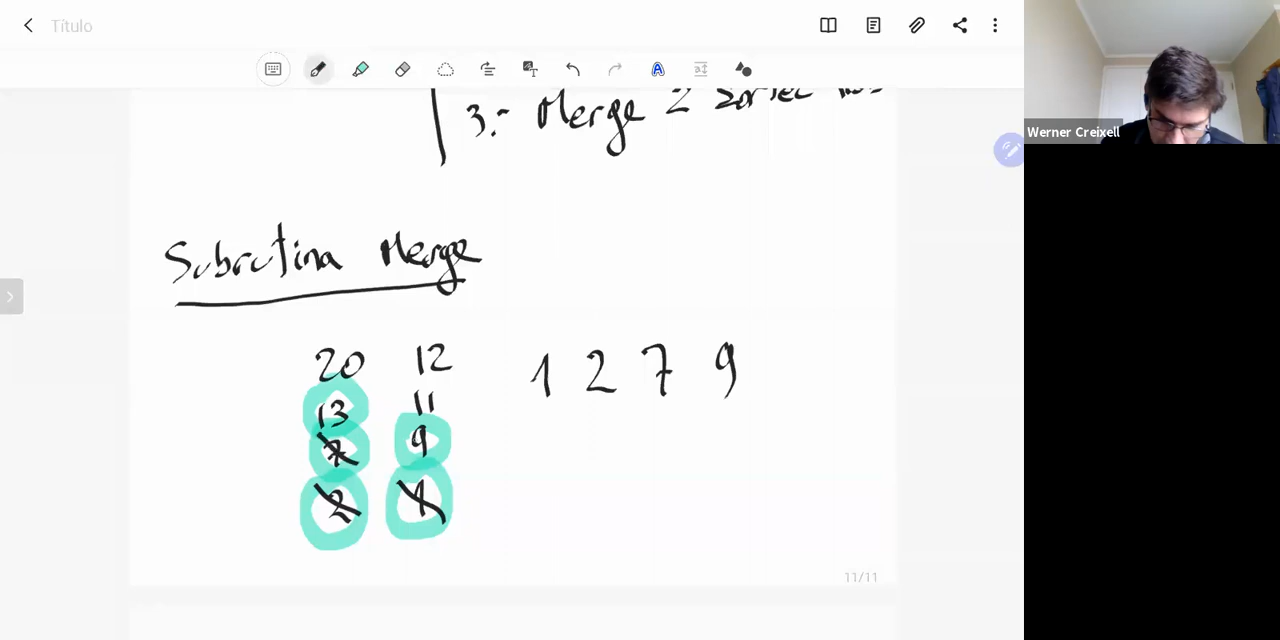 Título
Werner Creixell
3.- Merge 2 sorted
Subrutina Merge
20 12 1 2 7 9
13 11
7 9
2 1
11/11